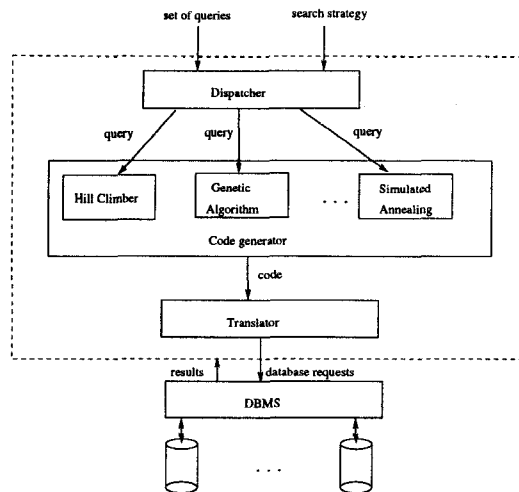 set of queries
search strategy
Dispatcher
query
query
query
Hill Climber
Genetic
Algorithm
. . .
Simulated
Annealing
Code generator
code
Translator
results
database requests
DBMS
. . .